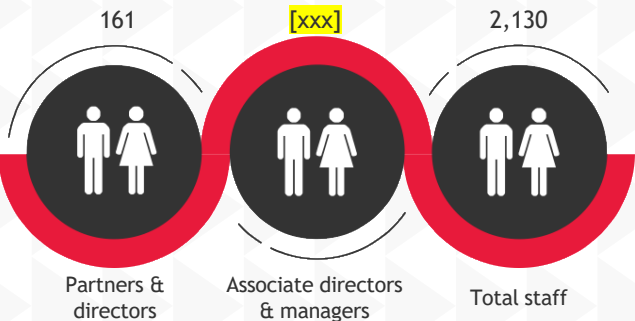 161
[xxx]
2,130
Partners &
directors
Associate directors
& managers
Total staff